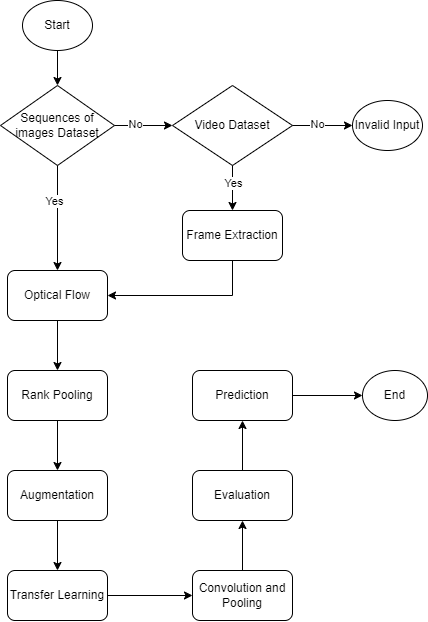 Start
Sequences of
images Dataset
No
Video Dataset
No
Invalid Input
Yes
Yes
Frame Extraction
Optical Flow
Rank Pooling
Prediction
End
Augmentation
Evaluation
Transfer Learning
Convolution and
Pooling